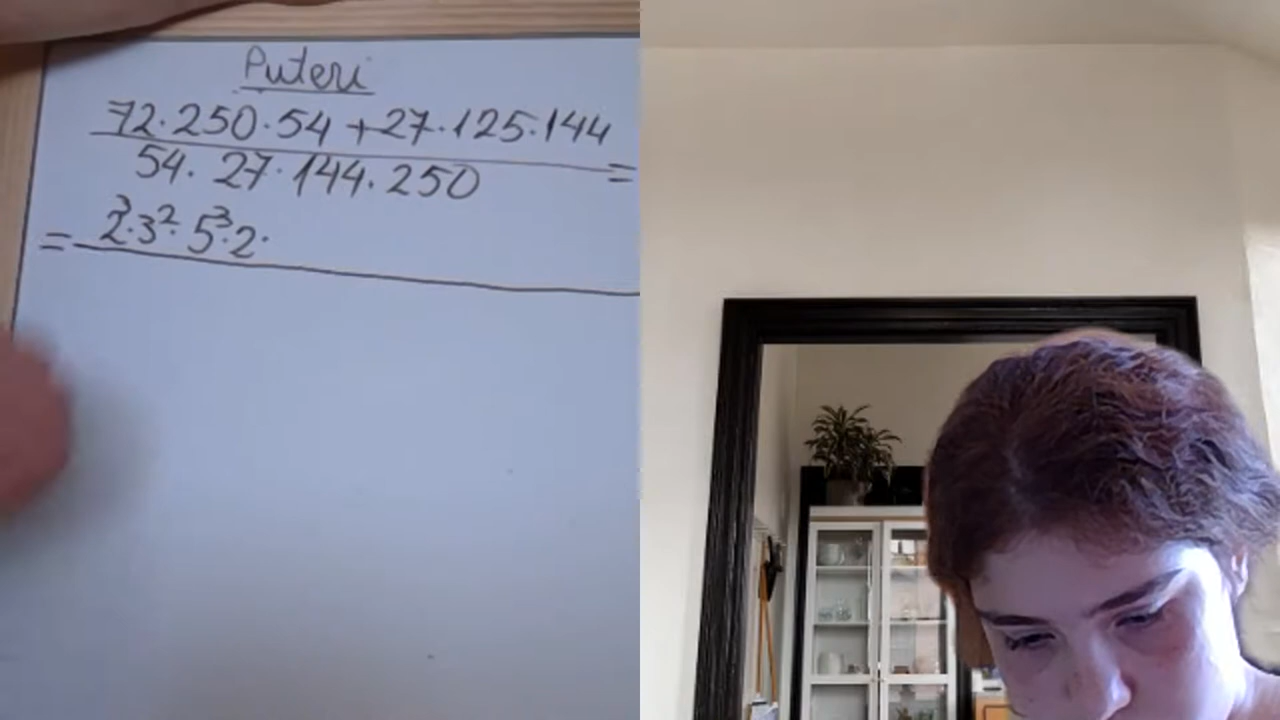 Puteri
72·250·54 + 27·125·144
54·27·144·250 =
= 2³·3²·5³·2·